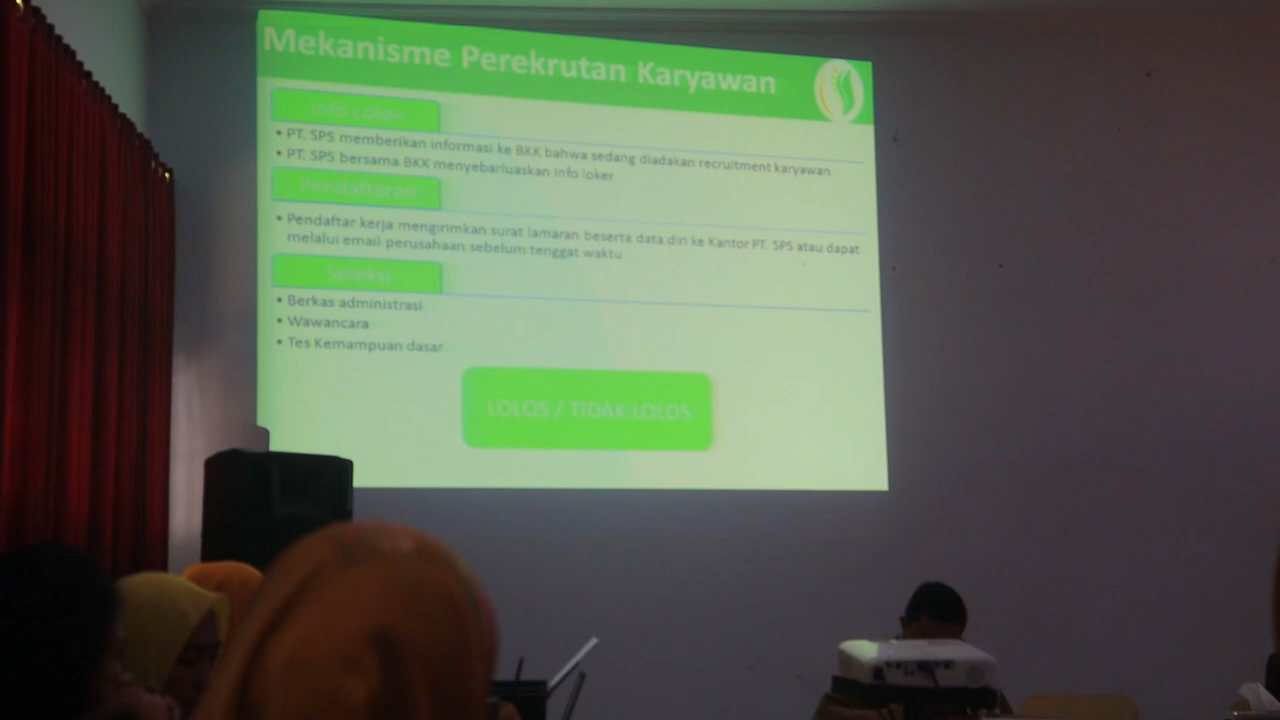 Mekanisme Perekrutan Karyawan
Info Loker
• PT. SPS memberikan informasi ke BKK bahwa sedang diadakan recruitment karyawan
• PT. SPS bersama BKK menyebarluaskan info loker
Pendaftaran
• Pendaftar kerja mengirimkan surat lamaran beserta data diri ke Kantor PT. SPS atau dapat
melalui email perusahaan sebelum tenggat waktu
Seleksi
• Berkas administrasi
• Wawancara
• Tes Kemampuan dasar
LOLOS / TIDAK LOLOS